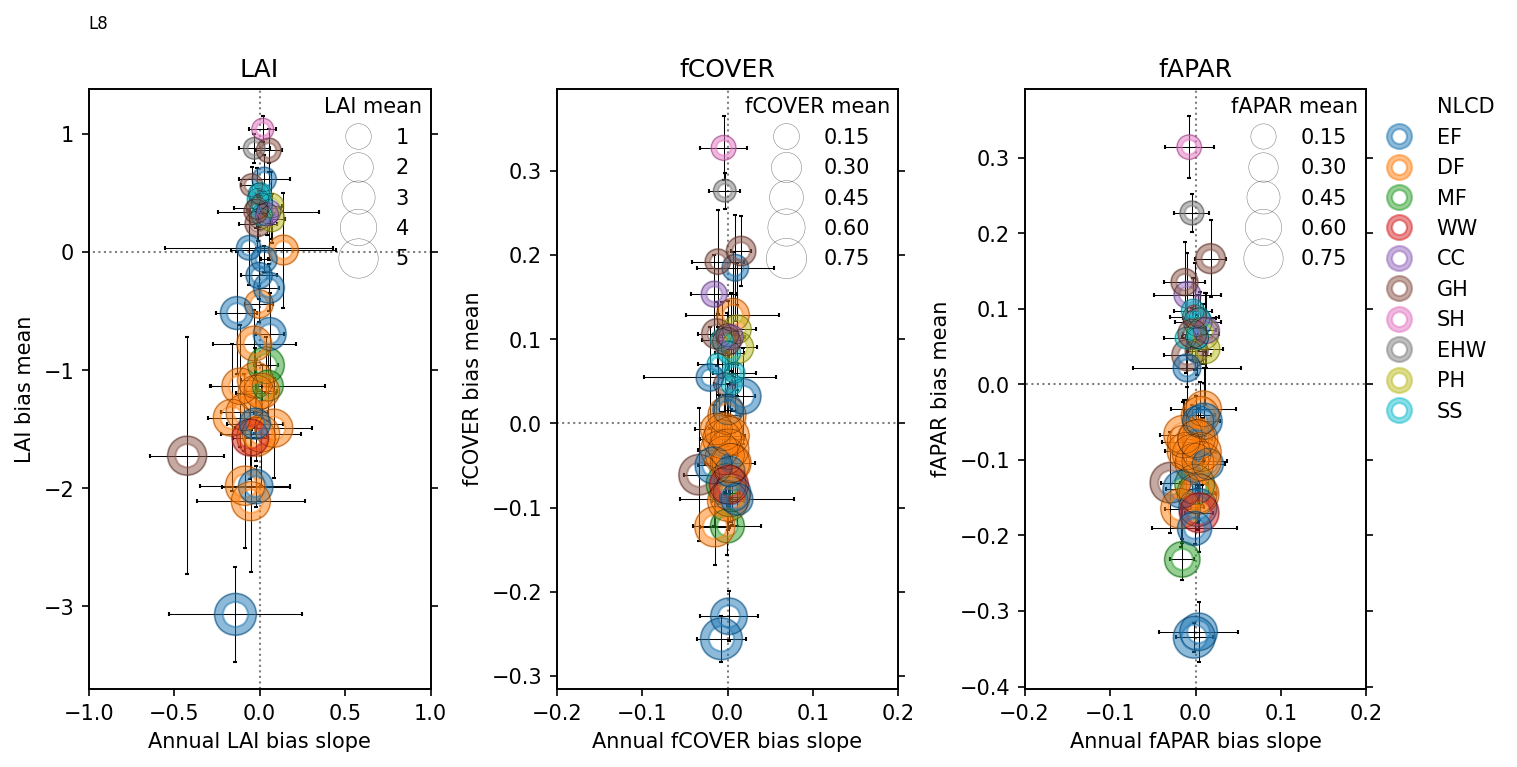 L8
LAI
LAI mean
1
2
3
4
5
1
0
−1
−2
−3
LAI bias mean
−1.0 −0.5 0.0 0.5 1.0
Annual LAI bias slope
fCOVER
fCOVER mean
0.15
0.30
0.45
0.60
0.75
0.3
0.2
0.1
0.0
−0.1
−0.2
−0.3
fCOVER bias mean
−0.2 −0.1 0.0 0.1 0.2
Annual fCOVER bias slope
fAPAR
fAPAR mean
0.15
0.30
0.45
0.60
0.75
0.3
0.2
0.1
0.0
−0.1
−0.2
−0.3
−0.4
fAPAR bias mean
−0.2 −0.1 0.0 0.1 0.2
Annual fAPAR bias slope
NLCD
EF
DF
MF
WW
CC
GH
SH
EHW
PH
SS